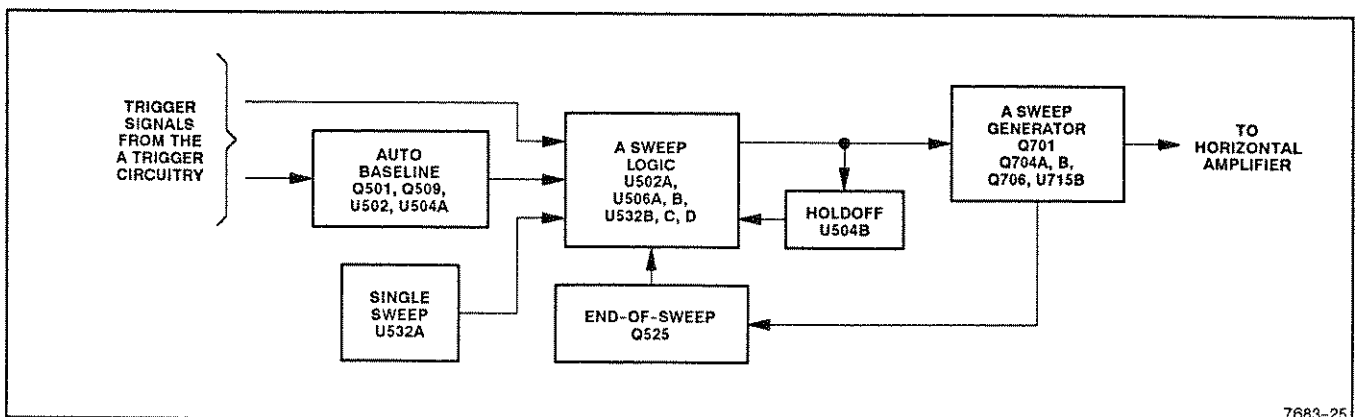 TRIGGER
SIGNALS
FROM THE
A TRIGGER
CIRCUITRY
AUTO
BASELINE
Q501, Q509,
U502, U504A
SINGLE
SWEEP
U532A
A SWEEP
LOGIC
U502A,
U506A, B,
U532B, C, D
END-OF-SWEEP
Q525
HOLDOFF
U504B
A SWEEP
GENERATOR
Q701
Q704A, B,
Q706, U715B
TO
HORIZONTAL
AMPLIFIER
7683-25